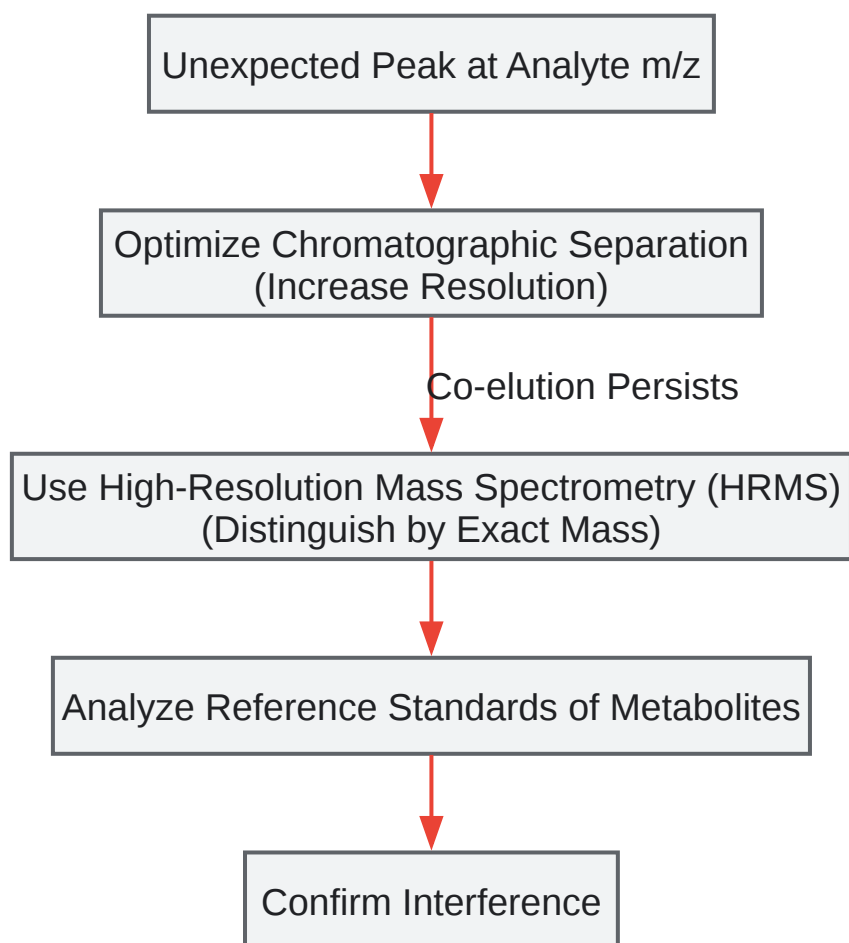 Unexpected Peak at Analyte m/z
Optimize Chromatographic Separation
(Increase Resolution)
Co-elution Persists
Use High-Resolution Mass Spectrometry (HRMS)
(Distinguish by Exact Mass)
Analyze Reference Standards of Metabolites
Confirm Interference